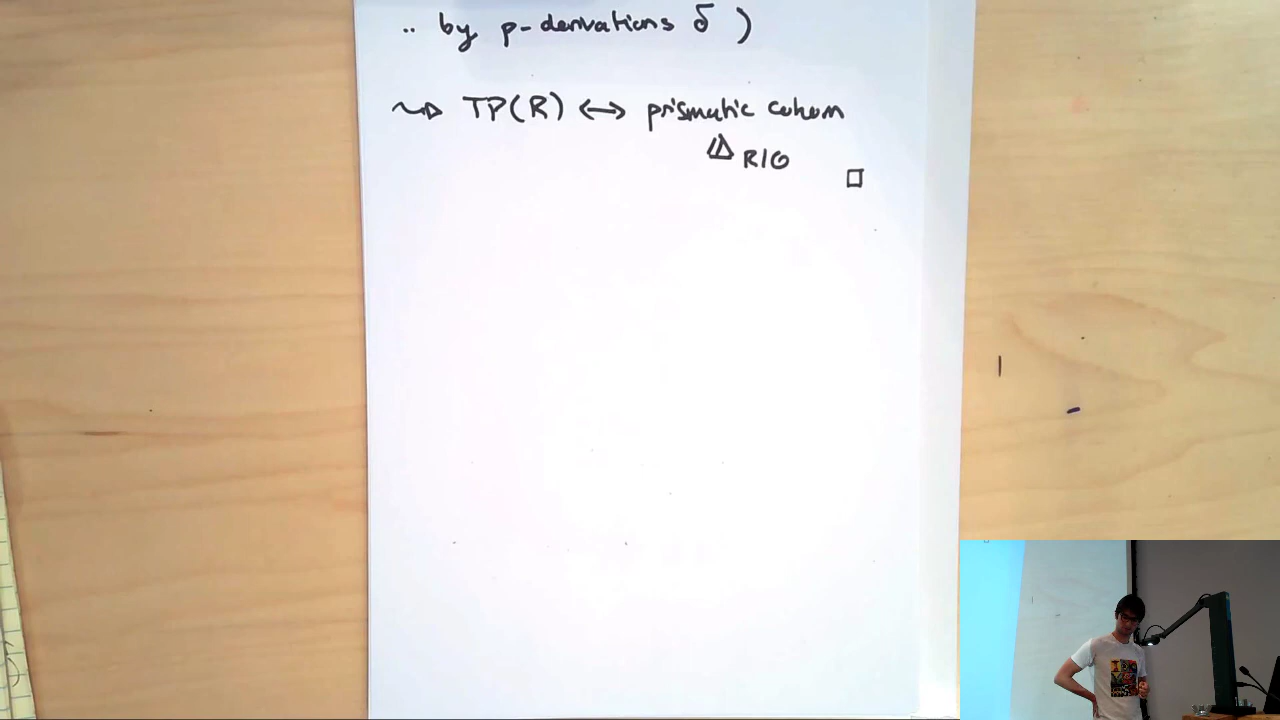 .. by p-derivations δ )
⇝ TP(R) ↔ prismatic cohom
𝚫 R|O
□